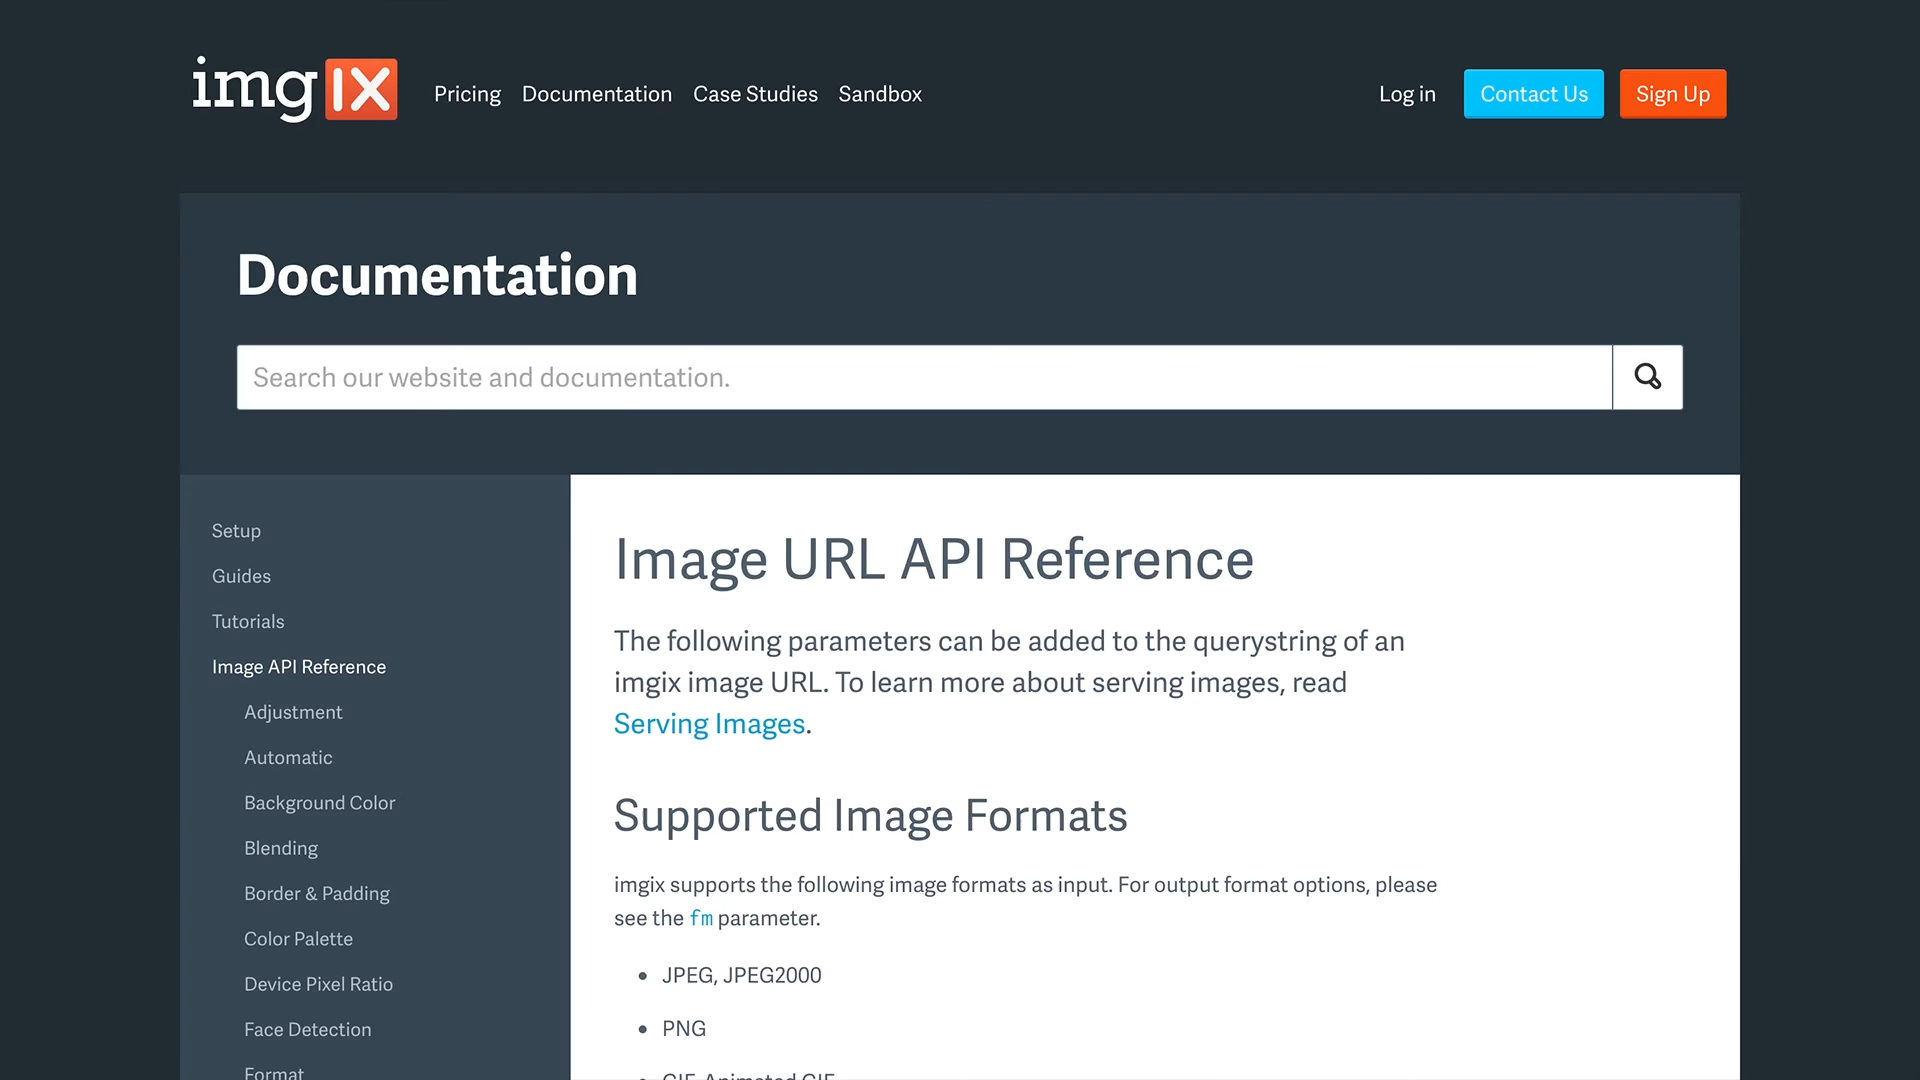 imgIX
Pricing Documentation Case Studies Sandbox
Log in Contact Us Sign Up
Documentation
Search our website and documentation.
Setup
Guides
Tutorials
Image API Reference
Adjustment
Automatic
Background Color
Blending
Border & Padding
Color Palette
Device Pixel Ratio
Face Detection
Format
Image URL API Reference
The following parameters can be added to the querystring of an
imgix image URL. To learn more about serving images, read
Serving Images.
Supported Image Formats
imgix supports the following image formats as input. For output format options, please
see the fm parameter.
• JPEG, JPEG2000
• PNG
• GIF, Animated GIF